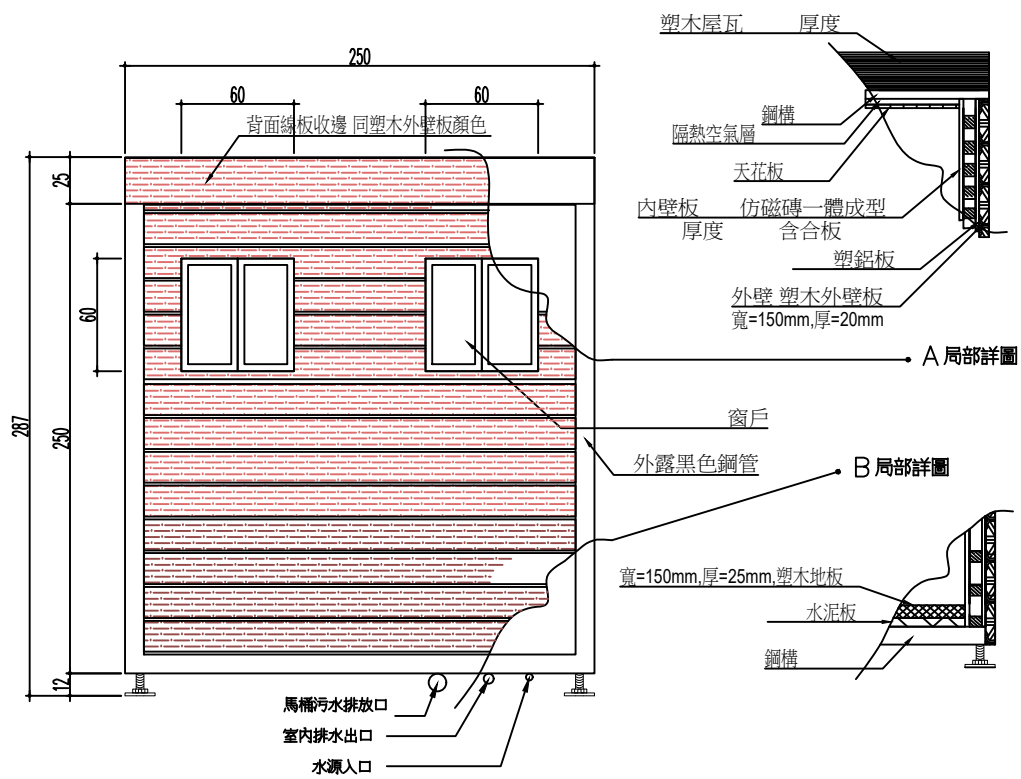 塑木屋瓦 厚度
250
60
60
背面線板收邊 同塑木外壁板顏色
鋼構
隔熱空氣層
天花板
25
內壁板 仿磁磚一體成型
厚度 含合板
塑鋁板
外壁 塑木外壁板
寬=150mm,厚=20mm
60
A 局部詳圖
窗戶
287
250
外露黑色鋼管
B 局部詳圖
寬=150mm,厚=25mm,塑木地板
水泥板
鋼構
12
馬桶污水排放口
室內排水出口
水源入口